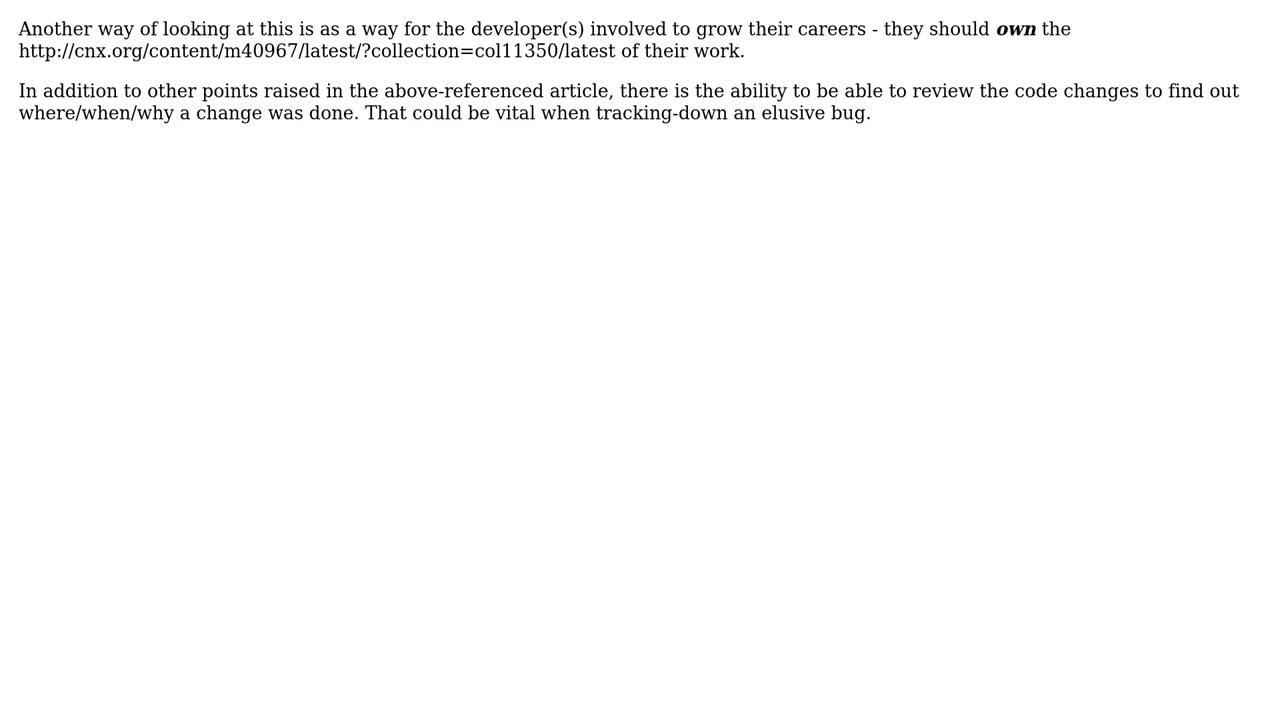 Another way of looking at this is as a way for the developer(s) involved to grow their careers - they should own the
http://cnx.org/content/m40967/latest/?collection=col11350/latest of their work.
In addition to other points raised in the above-referenced article, there is the ability to be able to review the code changes to find out
where/when/why a change was done. That could be vital when tracking-down an elusive bug.